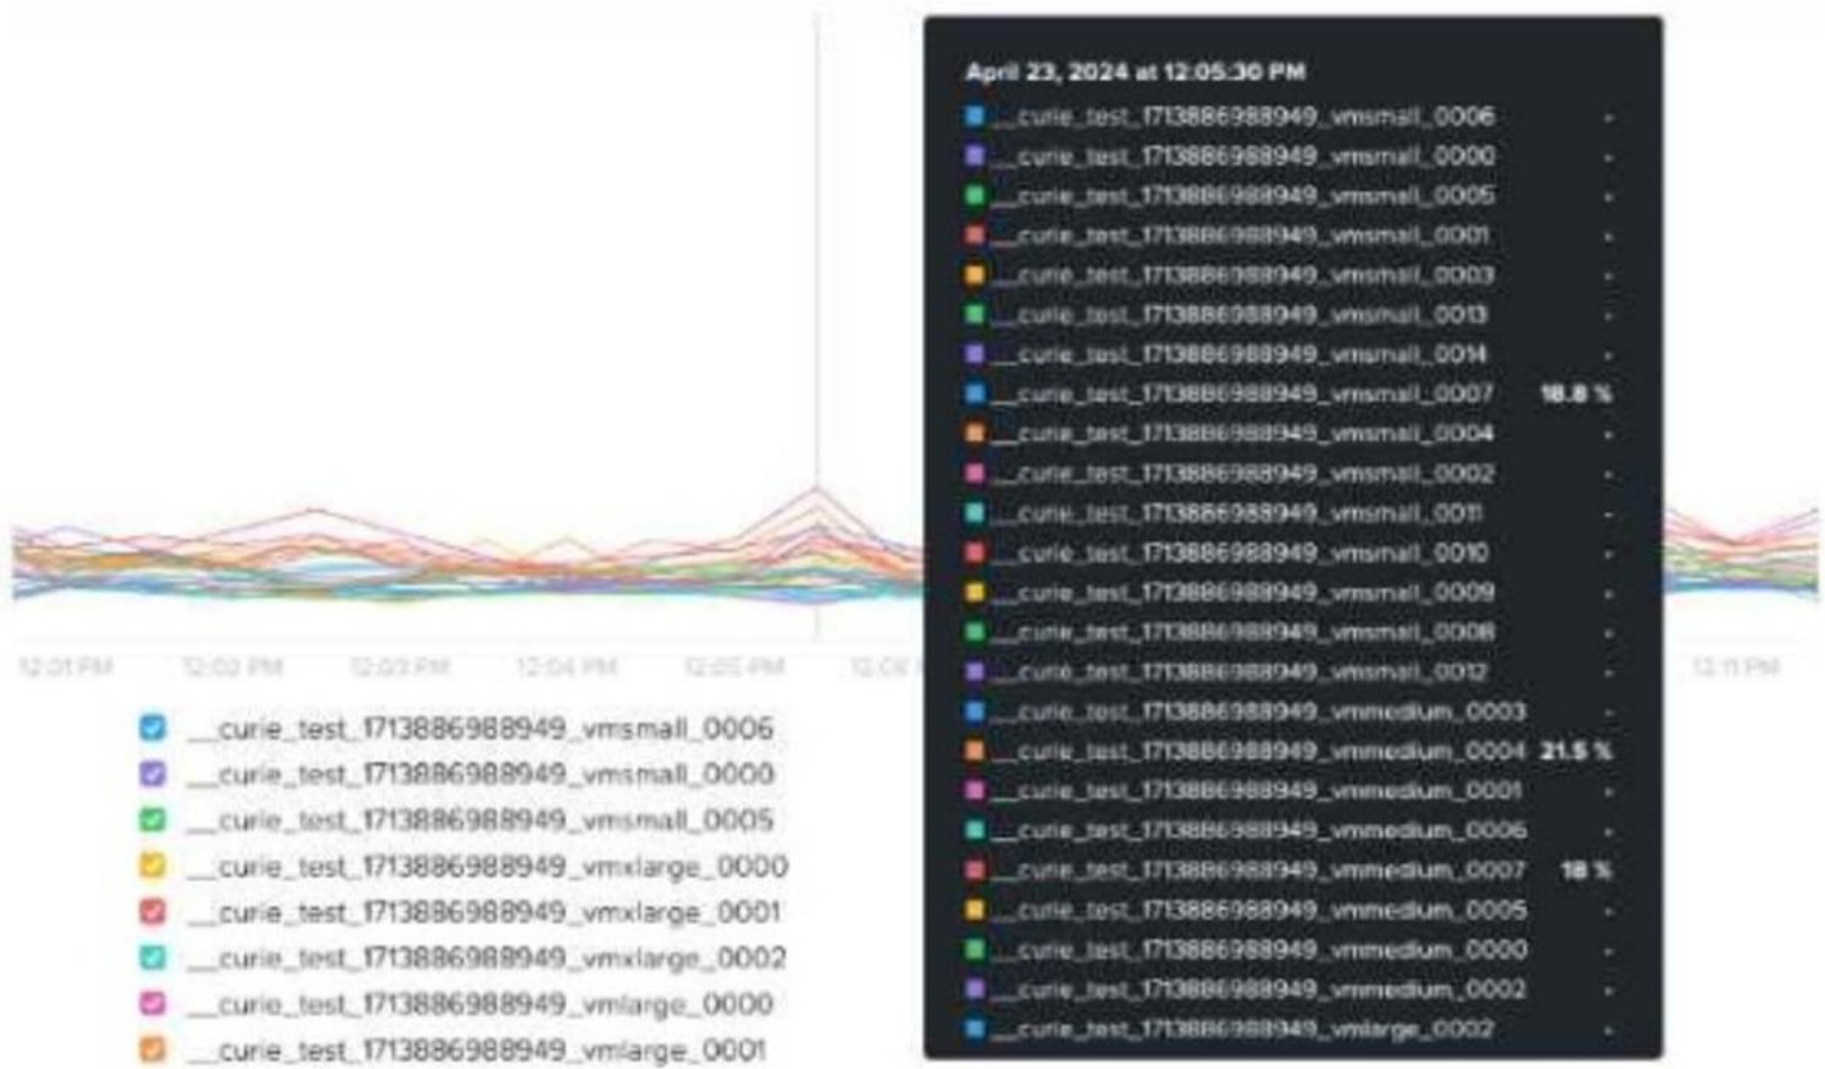 April 23, 2024 at 12:05:30 PM
__curie_test_1713886988949_vmsmall_0006 -
__curie_test_1713886988949_vmsmall_0000 -
__curie_test_1713886988949_vmsmall_0005 -
__curie_test_1713886988949_vmsmall_0001 -
__curie_test_1713886988949_vmsmall_0003 -
__curie_test_1713886988949_vmsmall_0013 -
__curie_test_1713886988949_vmsmall_0014 -
__curie_test_1713886988949_vmsmall_0007 18.8 %
__curie_test_1713886988949_vmsmall_0004 -
__curie_test_1713886988949_vmsmall_0002 -
__curie_test_1713886988949_vmsmall_0011 -
__curie_test_1713886988949_vmsmall_0010 -
__curie_test_1713886988949_vmsmall_0009 -
__curie_test_1713886988949_vmsmall_0008 -
__curie_test_1713886988949_vmsmall_0012 -
__curie_test_1713886988949_vmmedium_0003 -
__curie_test_1713886988949_vmmedium_0004 21.5 %
__curie_test_1713886988949_vmmedium_0001 -
__curie_test_1713886988949_vmmedium_0006 -
__curie_test_1713886988949_vmmedium_0007 18 %
__curie_test_1713886988949_vmmedium_0005 -
__curie_test_1713886988949_vmmedium_0000 -
__curie_test_1713886988949_vmmedium_0002 -
__curie_test_1713886988949_vmlarge_0002 -
12:01 PM 12:02 PM 12:03 PM 12:04 PM 12:05 PM 12:06 12:11 PM
__curie_test_1713886988949_vmsmall_0006
__curie_test_1713886988949_vmsmall_0000
__curie_test_1713886988949_vmsmall_0005
__curie_test_1713886988949_vmxlarge_0000
__curie_test_1713886988949_vmxlarge_0001
__curie_test_1713886988949_vmxlarge_0002
__curie_test_1713886988949_vmlarge_0000
__curie_test_1713886988949_vmlarge_0001